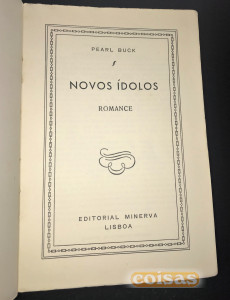 PEARL BUCK
NOVOS ÍDOLOS
ROMANCE
EDITORIAL MINERVA
LISBOA
coisas